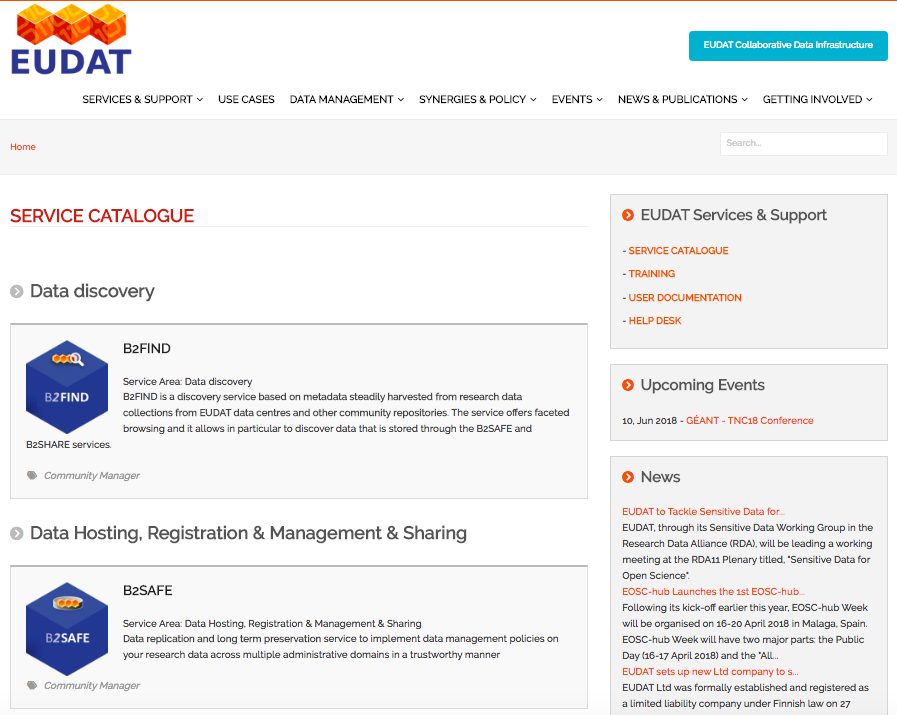 EUDAT
EUDAT Collaborative Data Infrastructure
SERVICES & SUPPORT
USE CASES
DATA MANAGEMENT
SYNERGIES & POLICY
EVENTS
NEWS & PUBLICATIONS
GETTING INVOLVED
Home
Search...
SERVICE CATALOGUE
Data discovery
B2FIND
B2FIND
Service Area: Data discovery
B2FIND is a discovery service based on metadata steadily harvested from research data
collections from EUDAT data centres and other community repositories. The service offers faceted
browsing and it allows in particular to discover data that is stored through the B2SAFE and
B2SHARE services.
Community Manager
Data Hosting, Registration & Management & Sharing
B2SAFE
B2SAFE
Service Area: Data Hosting, Registration & Management & Sharing
Data replication and long term preservation service to implement data management policies on
your research data across multiple administrative domains in a trustworthy manner
Community Manager
EUDAT Services & Support
- SERVICE CATALOGUE
- TRAINING
- USER DOCUMENTATION
- HELP DESK
Upcoming Events
10, Jun 2018 - GÉANT - TNC18 Conference
News
EUDAT to Tackle Sensitive Data for...
EUDAT, through its Sensitive Data Working Group in the
Research Data Alliance (RDA), will be leading a working
meeting at the RDA11 Plenary titled, "Sensitive Data for
Open Science".
EOSC-hub Launches the 1st EOSC-hub...
Following its kick-off earlier this year, EOSC-hub Week
will be organised on 16-20 April 2018 in Malaga, Spain.
EOSC-hub Week will have two major parts: the Public
Day (16-17 April 2018) and the "All...
EUDAT sets up new Ltd company to s...
EUDAT Ltd was formally established and registered as
a limited liability company under Finnish law on 27